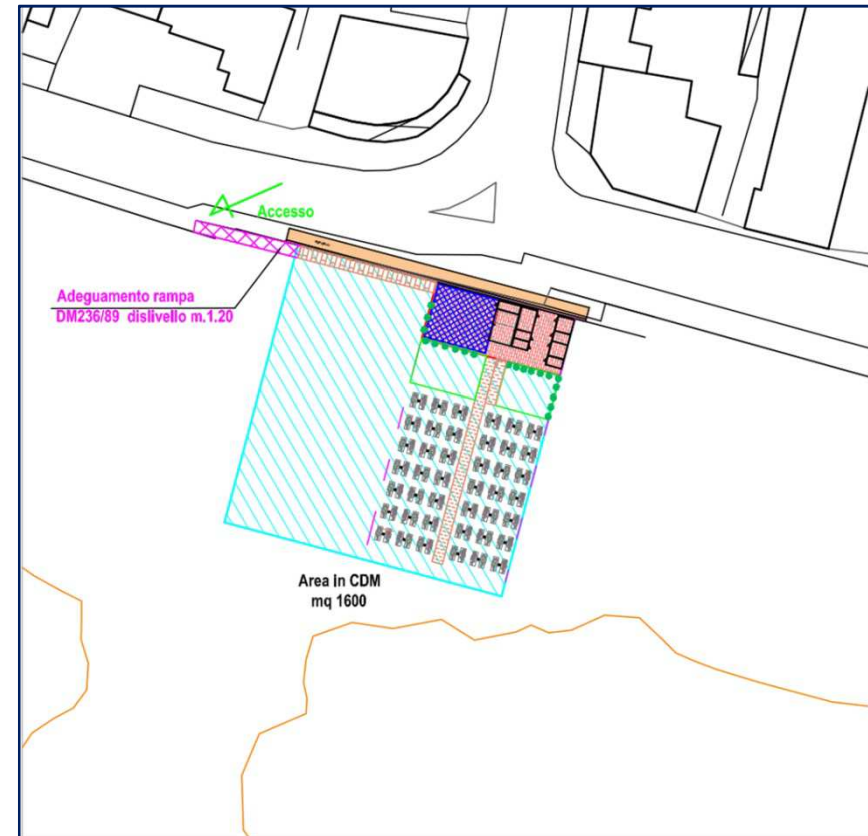 Accesso
Adeguamento rampa
DM236/89 dislivello m.1.20
Area in CDM
mq 1600